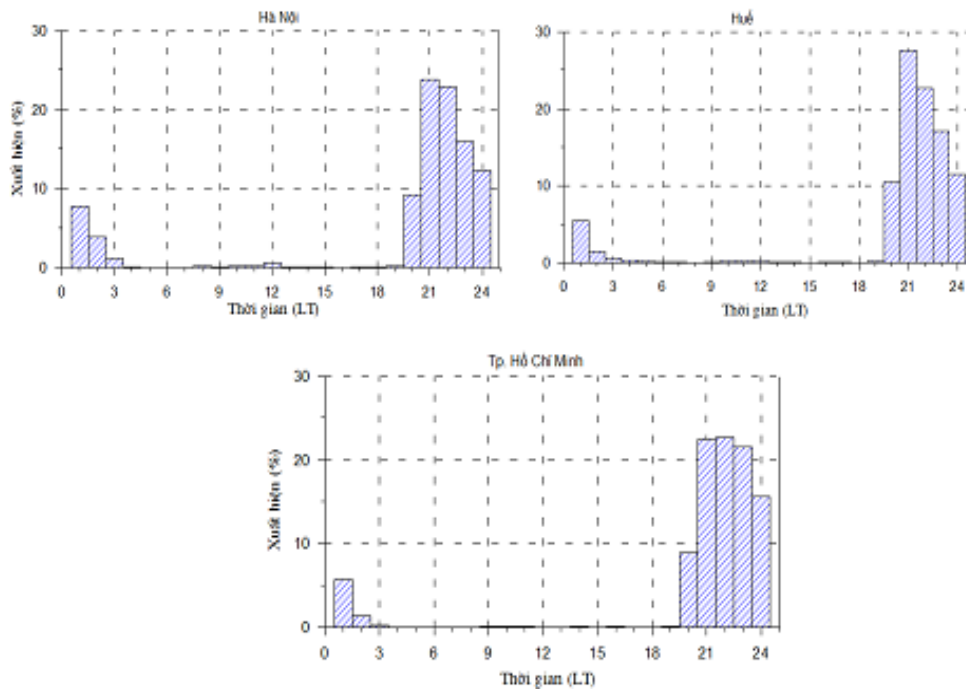 Hà Nôi
30
20
10
0
Xuất hiện (%)
0 3 6 9 12 15 18 21 24
Thời gian (LT)
Huế
30
20
10
0
0 3 6 9 12 15 18 21 24
Thời gian (LT)
Tp. Hồ Chí Minh
30
20
10
0
Xuất hiện (%)
0 3 6 9 12 15 18 21 24
Thời gian (LT)